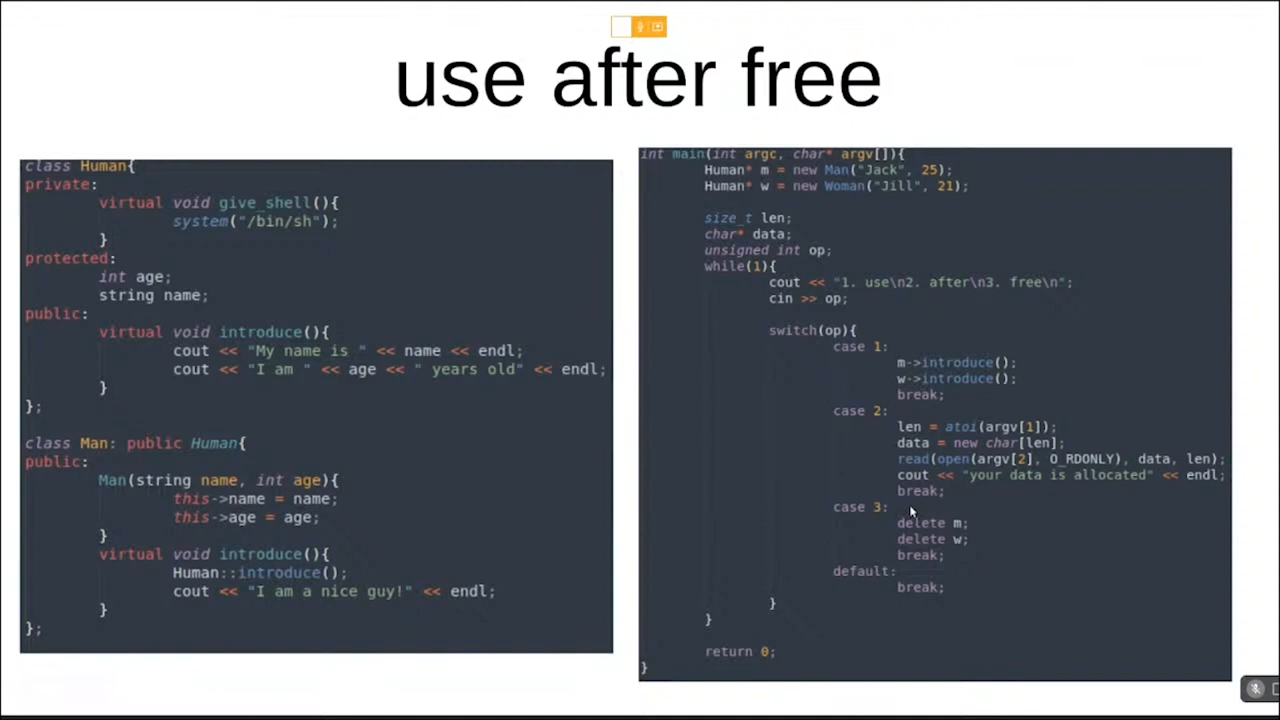 use after free
class Human{
private:
virtual void give_shell(){
system("/bin/sh");
}
protected:
int age;
string name;
public:
virtual void introduce(){
cout << "My name is " << name << endl;
cout << "I am " << age << " years old" << endl;
}
};
class Man: public Human{
public:
Man(string name, int age){
this->name = name;
this->age = age;
}
virtual void introduce(){
Human::introduce();
cout << "I am a nice guy!" << endl;
}
};
int main(int argc, char* argv[]){
Human* m = new Man("Jack", 25);
Human* w = new Woman("Jill", 21);
size_t len;
char* data;
unsigned int op;
while(1){
cout << "1. use\n2. after\n3. free\n";
cin >> op;
switch(op){
case 1:
m->introduce();
w->introduce();
break;
case 2:
len = atoi(argv[1]);
data = new char[len];
read(open(argv[2], O_RDONLY), data, len);
cout << "your data is allocated" << endl;
break;
case 3:
delete m;
delete w;
break;
default:
break;
}
}
return 0;
}